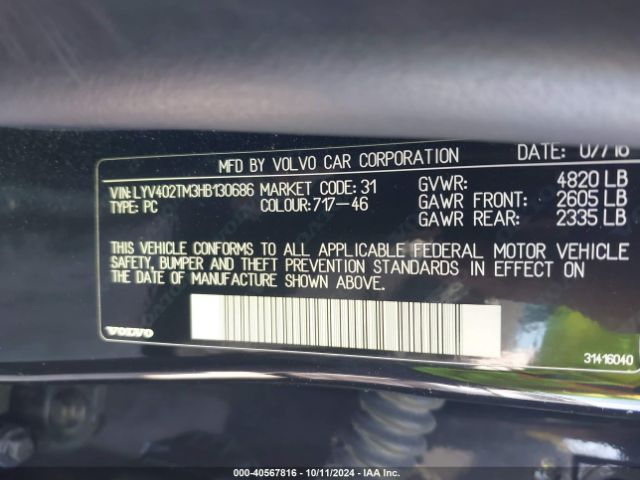 MFD BY VOLVO CAR CORPORATION DATE: 07/16
VIN: LYV402TM3HB130686 MARKET CODE: 31 GVWR: 4820 LB
TYPE: PC COLOUR: 717-46 GAWR FRONT: 2605 LB
GAWR REAR: 2335 LB
THIS VEHICLE CONFORMS TO ALL APPLICABLE FEDERAL MOTOR VEHICLE
SAFETY, BUMPER AND THEFT PREVENTION STANDARDS IN EFFECT ON
THE DATE OF MANUFACTURE SHOWN ABOVE.
VOLVO 31416040
000-40567816 - 10/11/2024 - IAA Inc.